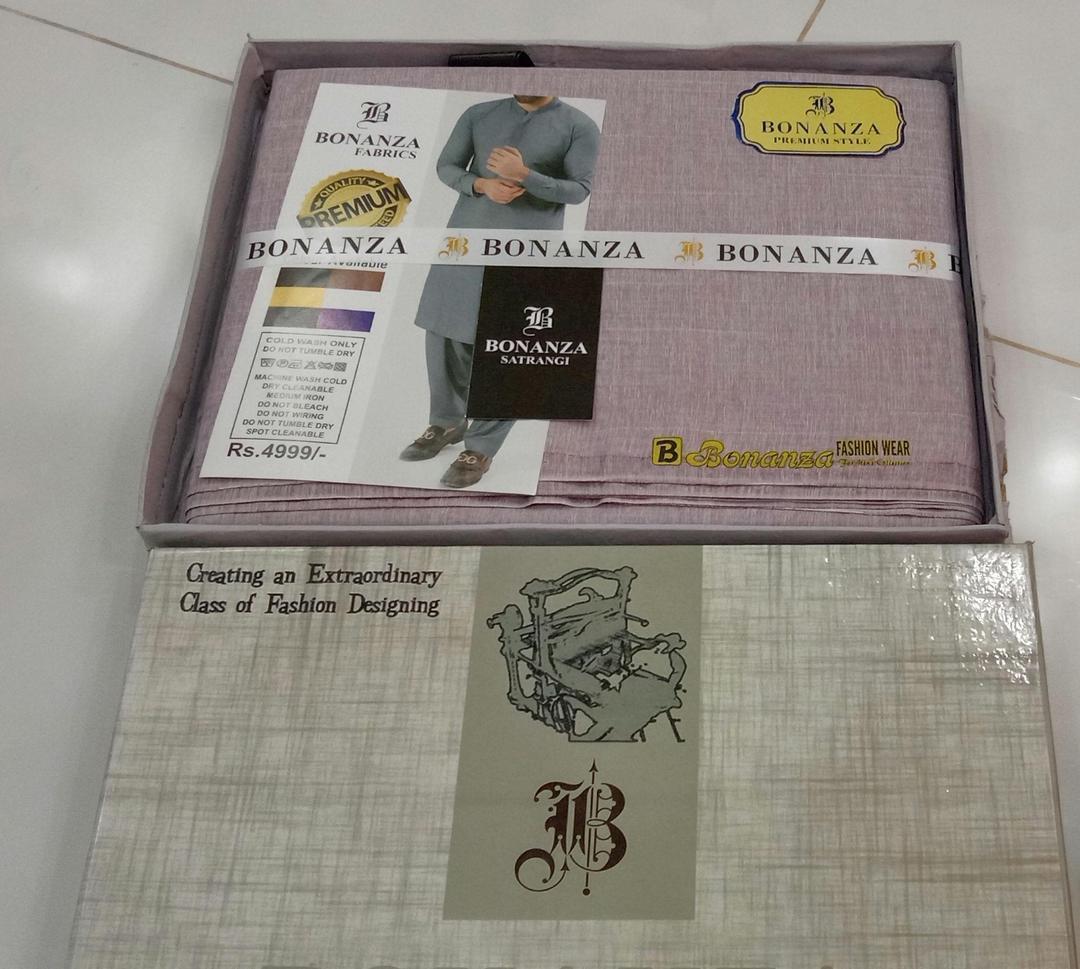 BONANZA
FABRICS
QUALITY
PREMIUM
BONANZA
PREMIUM STYLE
BONANZA BONANZA BONANZA B
Available
BONANZA
SATRANGI
COLD WASH ONLY
DO NOT TUMBLE DRY
MACHINE WASH COLD
DRY CLEANABLE
MEDIUM IRON
DO NOT BLEACH
DO NOT WIRING
DO NOT TUMBLE DRY
SPOT CLEANABLE
Rs.4999/-
B Bonanza FASHION WEAR
Creating an Extraordinary
Class of Fashion Designing
B